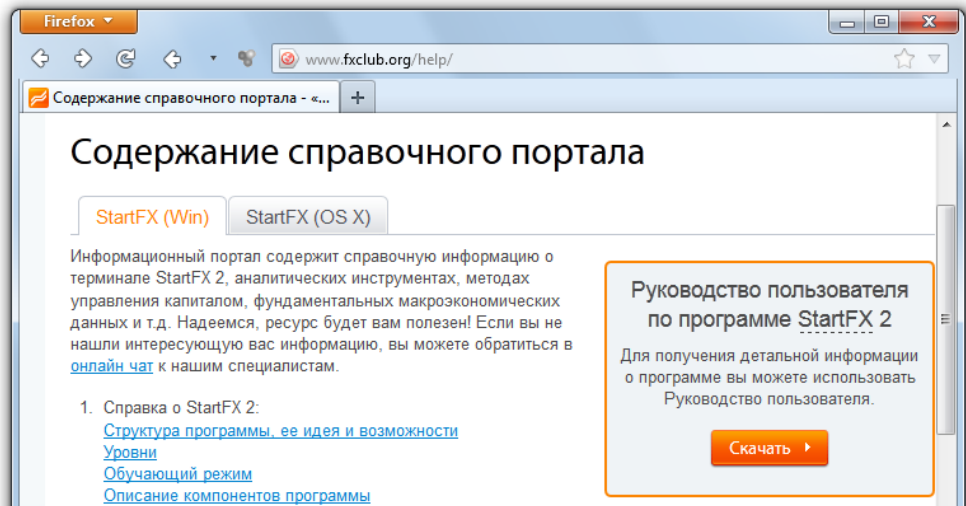 Firefox
www.fxclub.org/help/
Содержание справочного портала - «...
Содержание справочного портала
StartFX (Win)
StartFX (OS X)
Информационный портал содержит справочную информацию о
терминале StartFX 2, аналитических инструментах, методах
управления капиталом, фундаментальных макроэкономических
данных и т.д. Надеемся, ресурс будет вам полезен! Если вы не
нашли интересующую вас информацию, вы можете обратиться в
онлайн чат к нашим специалистам.
1. Справка о StartFX 2:
Структура программы, ее идея и возможности
Уровни
Обучающий режим
Описание компонентов программы
Руководство пользователя
по программе StartFX 2
Для получения детальной информации
о программе вы можете использовать
Руководство пользователя.
Скачать